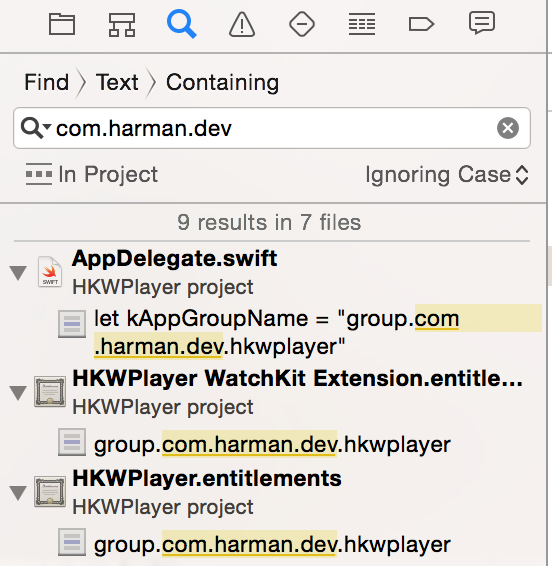 Find > Text > Containing
com.harman.dev
In Project
Ignoring Case
9 results in 7 files
AppDelegate.swift
SWIFT
HKWPlayer project
let kAppGroupName = "group.com
.harman.dev.hkwplayer"
HKWPlayer WatchKit Extension.entitle...
HKWPlayer project
group.com.harman.dev.hkwplayer
HKWPlayer.entitlements
HKWPlayer project
group.com.harman.dev.hkwplayer